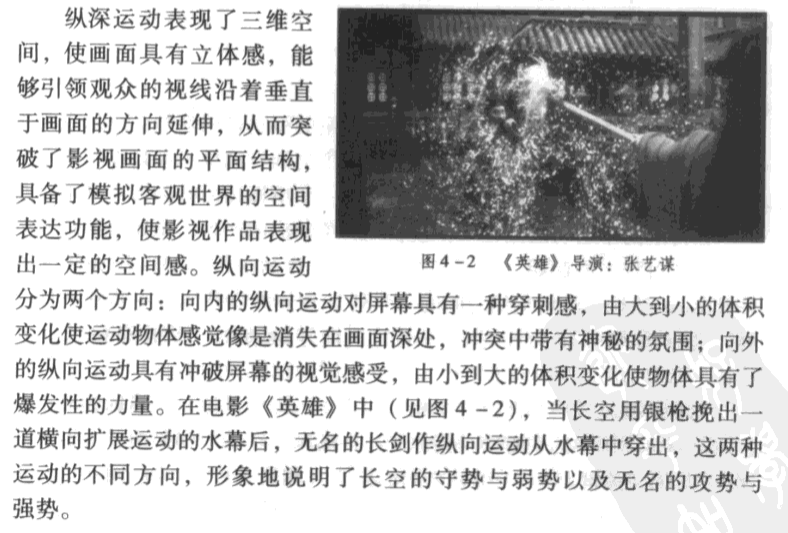 纵深运动表现了三维空
间，使画面具有立体感，能
够引领观众的视线沿着垂直
于画面的方向延伸，从而突
破了影视画面的平面结构，
具备了模拟客观世界的空间
表达功能，使影视作品表现
出一定的空间感。纵向运动
图4-2 《英雄》导演：张艺谋
分为两个方向：向内的纵向运动对屏幕具有一种穿刺感，由大到小的体积
变化使运动物体感觉像是消失在画面深处，冲突中带有神秘的氛围；向外
的纵向运动具有冲破屏幕的视觉感受，由小到大的体积变化使物体具有了
爆发性的力量。在电影《英雄》中（见图4-2），当长空用银枪挽出一
道横向扩展运动的水幕后，无名的长剑作纵向运动从水幕中穿出，这两种
运动的不同方向，形象地说明了长空的守势与弱势以及无名的攻势与
强势。